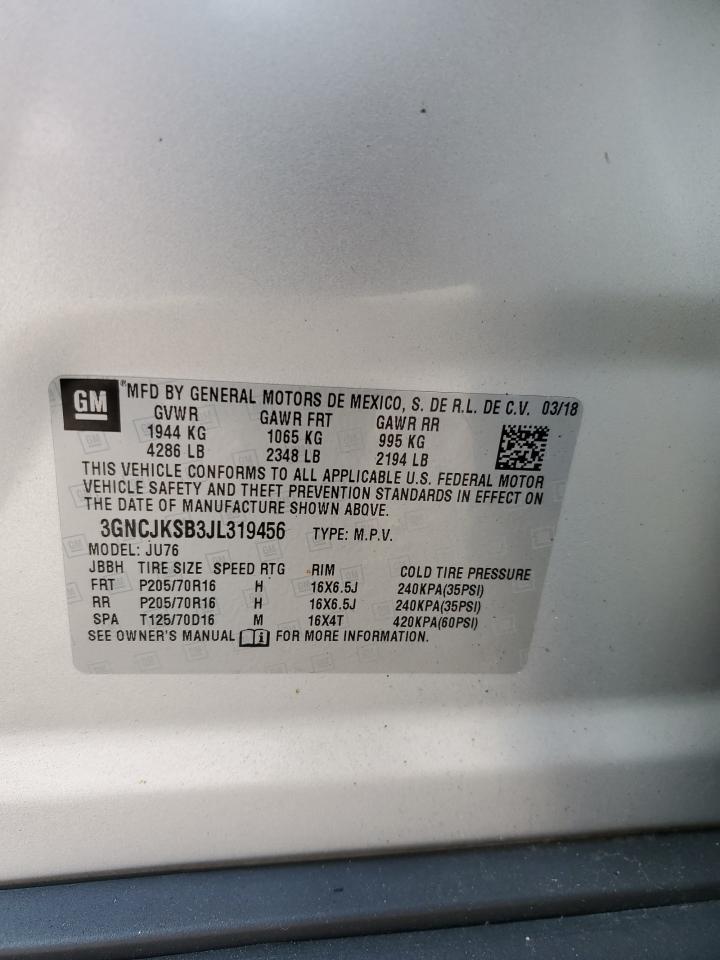 GM ®MFD BY GENERAL MOTORS DE MEXICO, S. DE R.L. DE C.V. 03/18
GVWR GAWR FRT GAWR RR
1944 KG 1065 KG 995 KG
4286 LB 2348 LB 2194 LB
THIS VEHICLE CONFORMS TO ALL APPLICABLE U.S. FEDERAL MOTOR
VEHICLE SAFETY AND THEFT PREVENTION STANDARDS IN EFFECT ON
THE DATE OF MANUFACTURE SHOWN ABOVE.
3GNCJKSB3JL319456 TYPE: M.P.V.
MODEL: JU76
JBBH TIRE SIZE SPEED RTG RIM COLD TIRE PRESSURE
FRT P205/70R16 H 16X6.5J 240KPA(35PSI)
RR P205/70R16 H 16X6.5J 240KPA(35PSI)
SPA T125/70D16 M 16X4T 420KPA(60PSI)
SEE OWNER'S MANUAL FOR MORE INFORMATION.